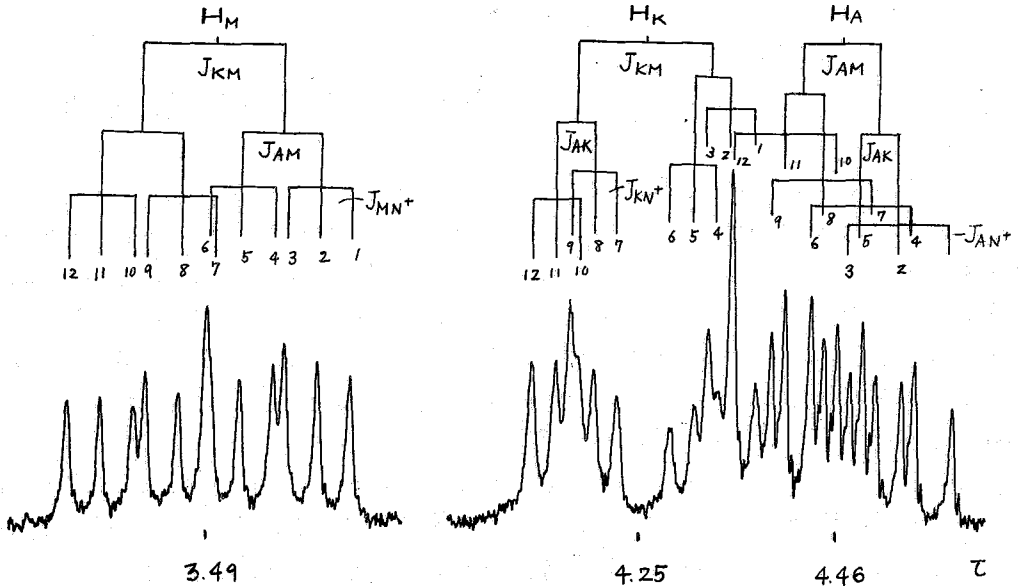 H_M H_K H_A
J_KM J_KM J_AM
J_AM J_AK J_AK
3 2 12 1 11 10
J_MN+ J_KN+
9 8 7
6 5 4 3 2 1 9 8 7 6 5 4 6 5 4 J_AN+
12 11 10 9 8 7 12 11 10 3 2
3.49 4.25 4.46 τ